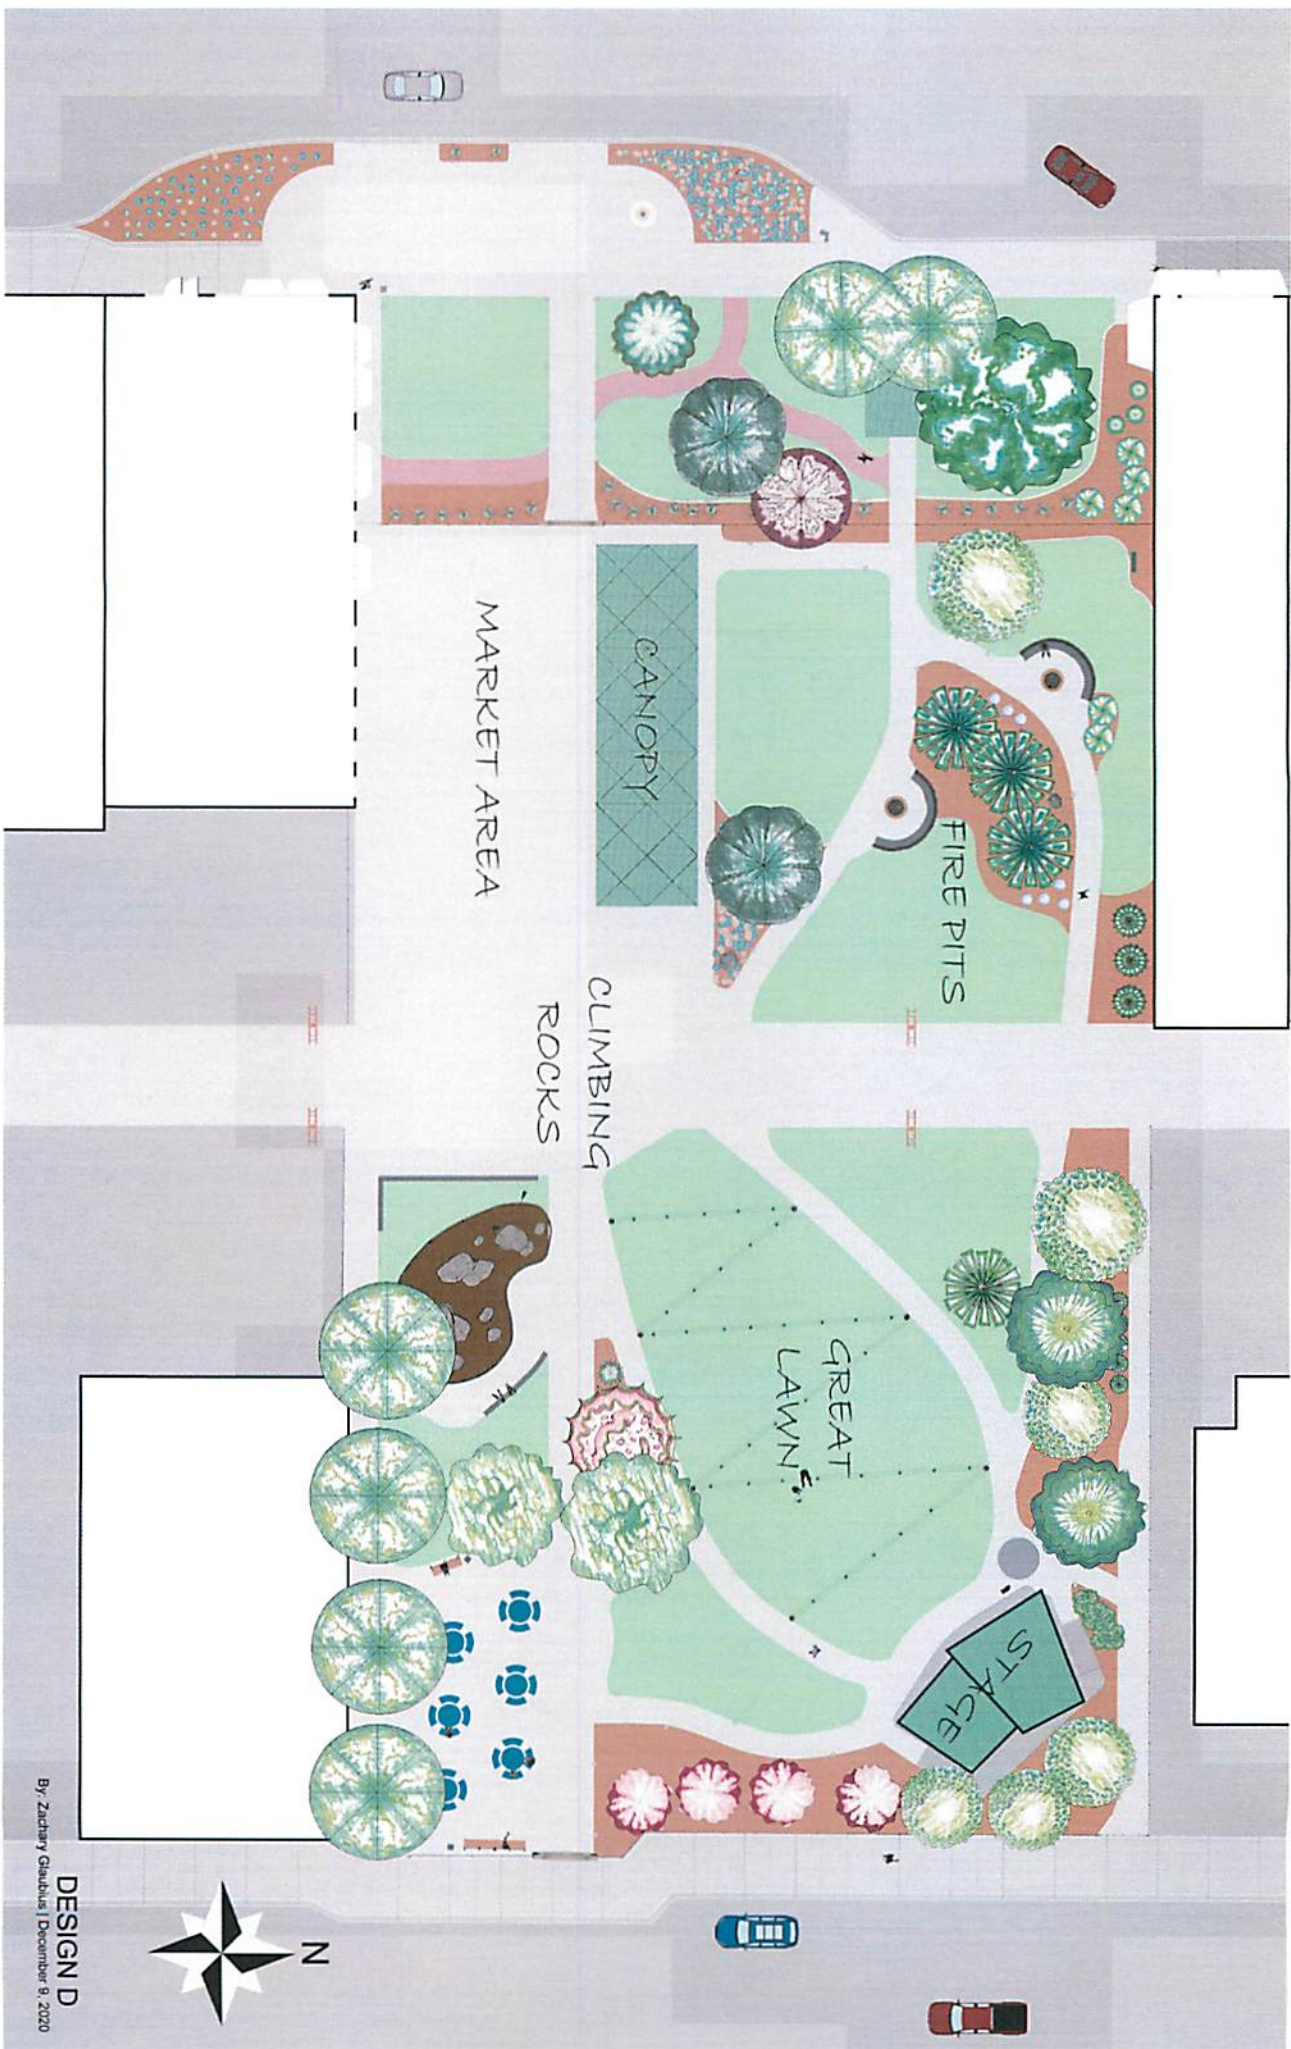 MARKET AREA
CANOPY
FIRE PITS
CLIMBING
ROCKS
GREAT
LAWN
STAGE
N
DESIGN D
By: Zachary Glaubius | December 9, 2020